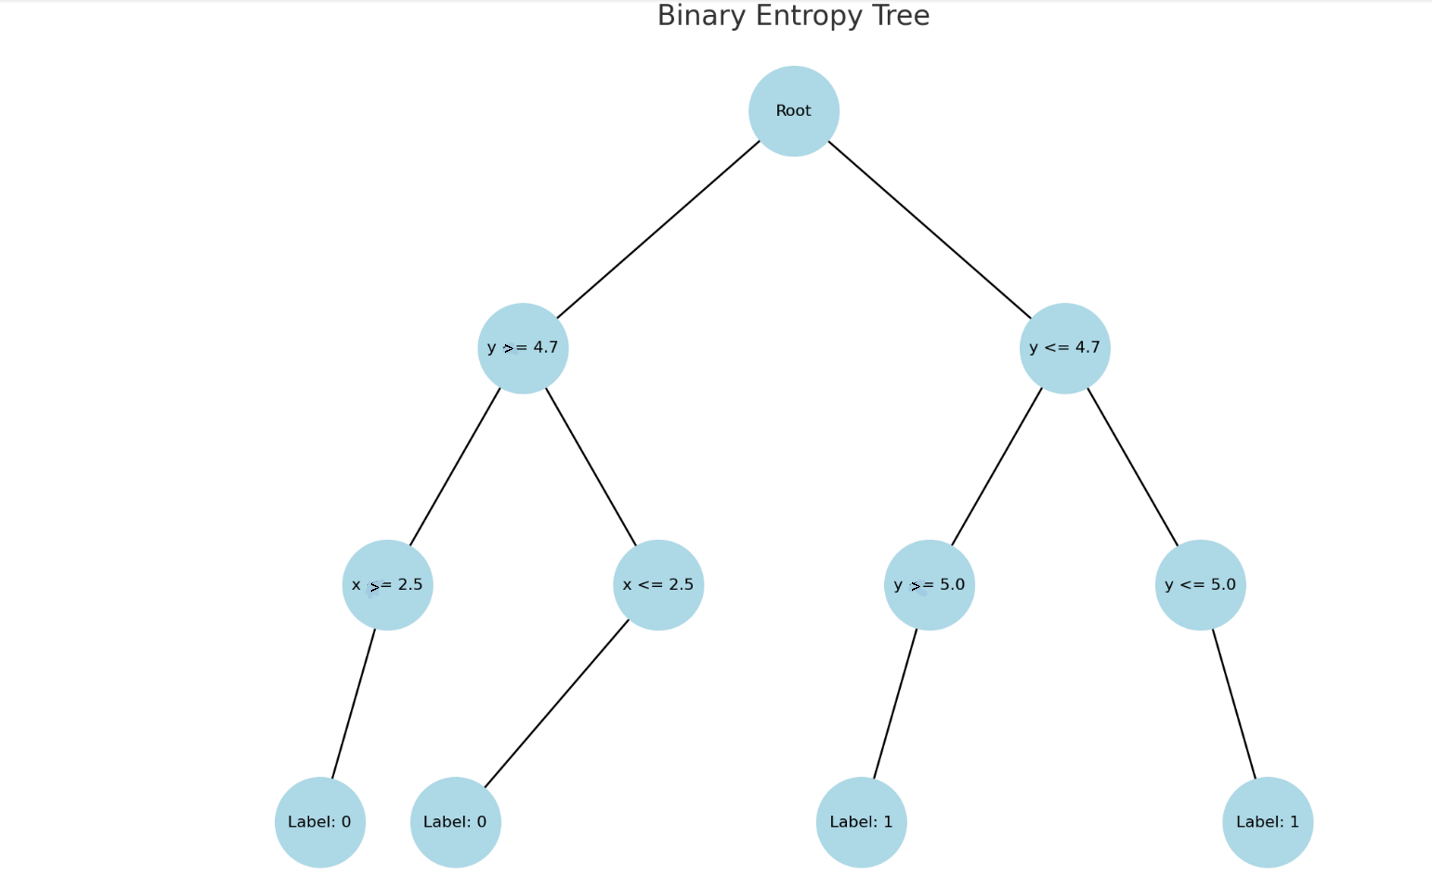 Binary Entropy Tree
Root
y >= 4.7
y <= 4.7
x >= 2.5
x <= 2.5
y >= 5.0
y <= 5.0
Label: 0
Label: 0
Label: 1
Label: 1